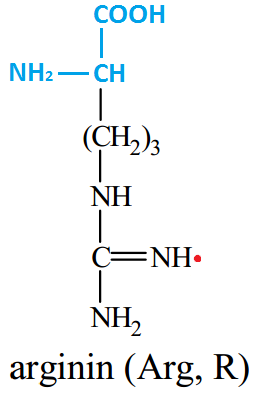 COOH
NH₂—CH
(CH₂)₃
NH
C=NH•
NH₂
arginin (Arg, R)